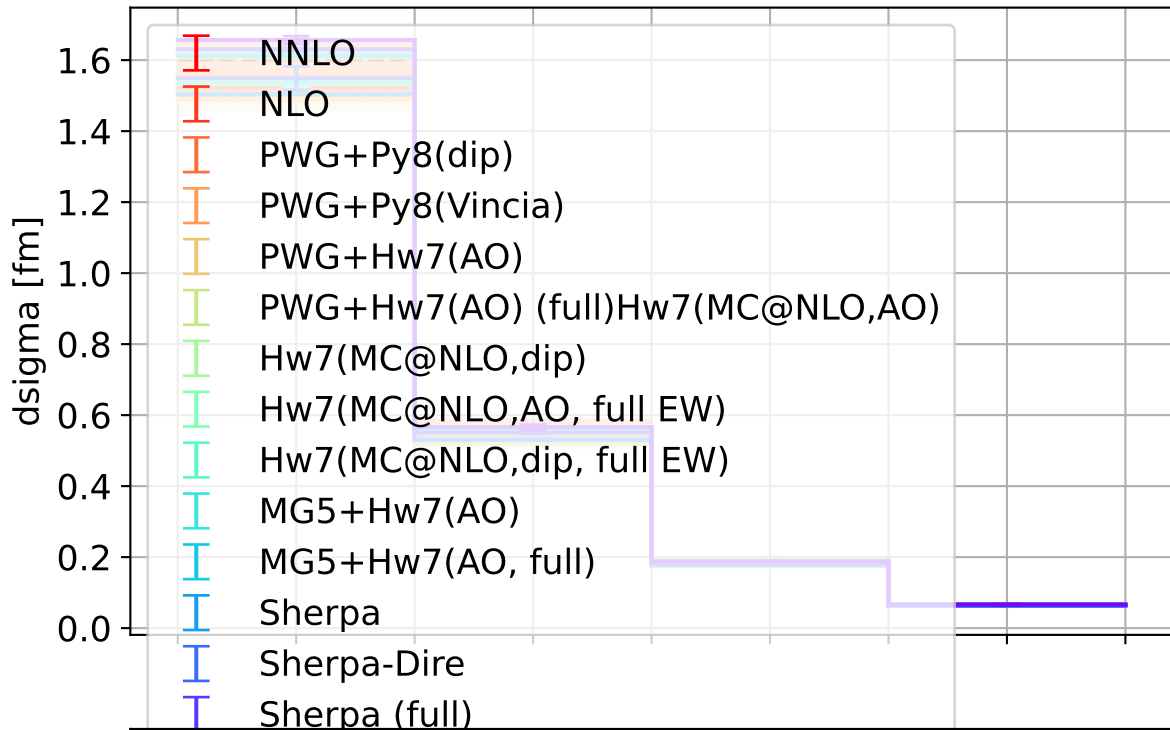 1.6
1.4
1.2
1.0
0.8
0.6
0.4
0.2
0.0
dsigma [fm]
NNLO
NLO
PWG+Py8(dip)
PWG+Py8(Vincia)
PWG+Hw7(AO)
PWG+Hw7(AO) (full)Hw7(MC@NLO,AO)
Hw7(MC@NLO,dip)
Hw7(MC@NLO,AO, full EW)
Hw7(MC@NLO,dip, full EW)
MG5+Hw7(AO)
MG5+Hw7(AO, full)
Sherpa
Sherpa-Dire
Sherpa (full)